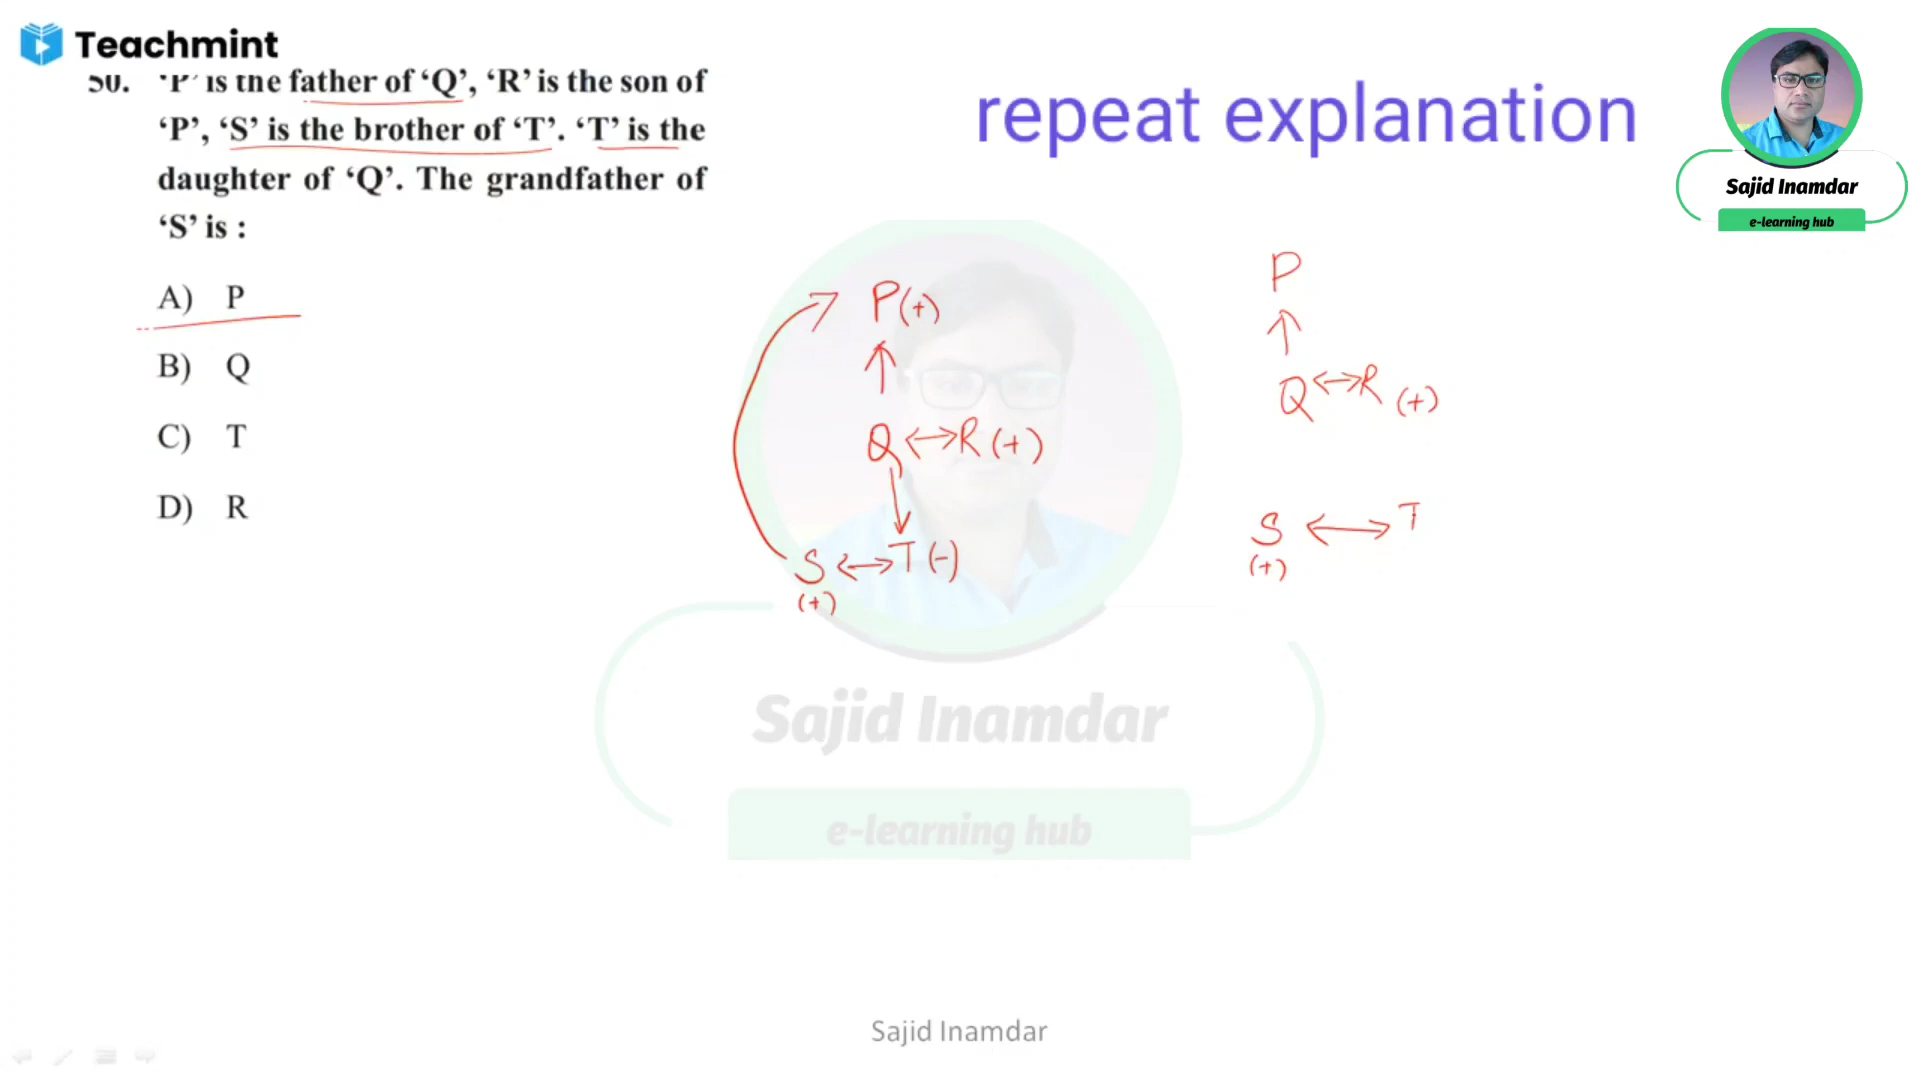 Teachmint
50. ‘P’ is the father of ‘Q’, ‘R’ is the son of
‘P’, ‘S’ is the brother of ‘T’. ‘T’ is the
daughter of ‘Q’. The grandfather of
‘S’ is :
A) P
B) Q
C) T
D) R
repeat explanation
Sajid Inamdar
e-learning hub
P(+)
↑
Q ↔ R (+)
↓
S ↔ T (-)
(+)
P
↑
Q ↔ R (+)
S ↔ T
(+)
Sajid Inamdar
e-learning hub
Sajid Inamdar